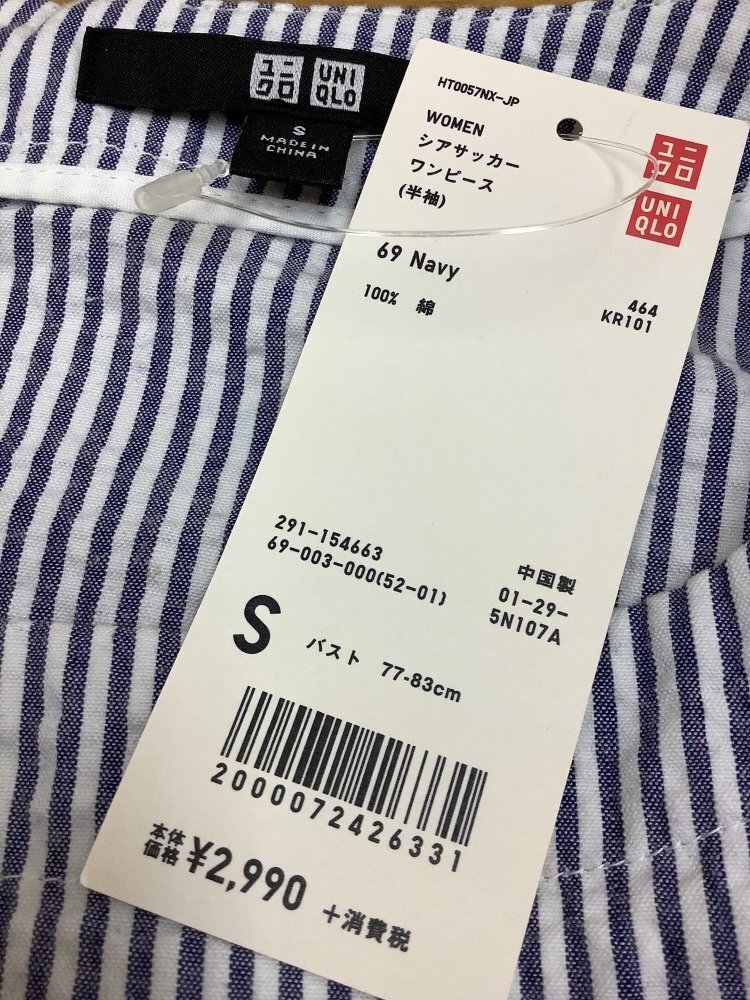 ユニ
クロ
UNI
QLO
S
MADE IN
CHINA
HT0057NX-JP
WOMEN
シアサッカー
ワンピース
(半袖)
ユニ
クロ
UNI
QLO
69 Navy
100% 綿
464
KR101
291-154663
69-003-000(52-01)
中国製
01-29-
5N107A
S バスト 77-83cm
2000072426331
本体
価格 ¥2,990 +消費税